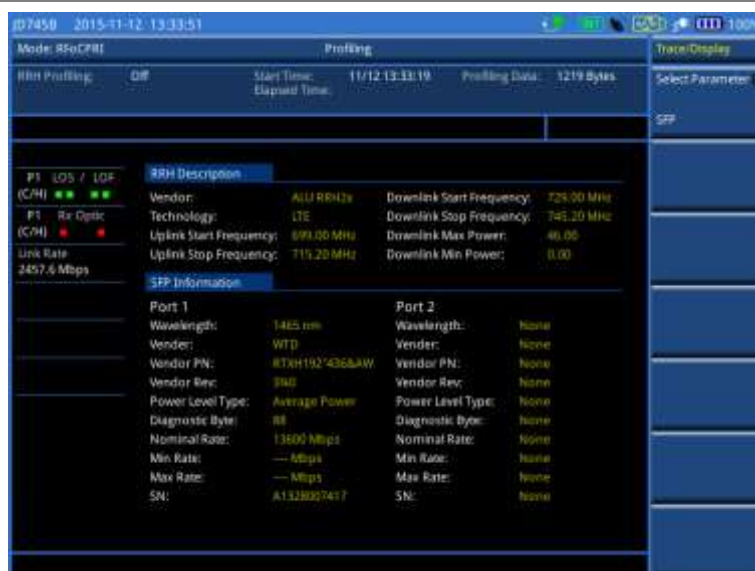 JD745B 2015-11-12 13:33:51 INT 100%
Mode: RFoCPRI Profiling Trace/Display
RRH Profiling: Off Start Time: 11/12 13:33:19 Profiling Data: 1219 Bytes Select Parameter
Elapsed Time:
SFP
P1 LOS / LOF RRH Description
(C/H) Vendor: ALU RRH2x Downlink Start Frequency: 729.00 MHz
P1 Rx Optic Technology: LTE Downlink Stop Frequency: 745.20 MHz
(C/H) Uplink Start Frequency: 699.00 MHz Downlink Max Power: 46.00
Link Rate Uplink Stop Frequency: 715.20 MHz Downlink Min Power: 0.00
2457.6 Mbps
SFP Information
Port 1 Port 2
Wavelength: 1465 nm Wavelength: None
Vender: WTD Vender: None
Vendor PN: Vendor PN: None
Vendor Rev: Vendor Rev: None
Power Level Type: Average Power Power Level Type: None
Diagnostic Byte: 88 Diagnostic Byte: None
Nominal Rate: 13600 Mbps Nominal Rate: None
Min Rate: --- Mbps Min Rate: None
Max Rate: --- Mbps Max Rate: None
SN: SN: None